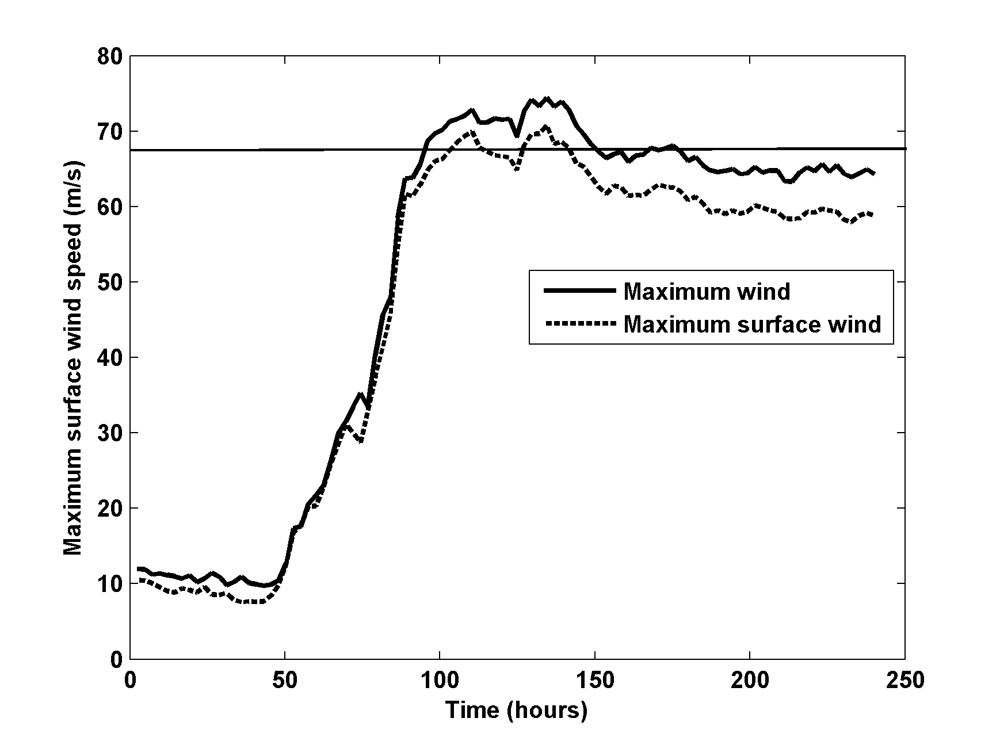 80
70
60
50
40
30
20
10
0
Maximum surface wind speed (m/s)
Maximum wind
Maximum surface wind
0 50 100 150 200 250
Time (hours)